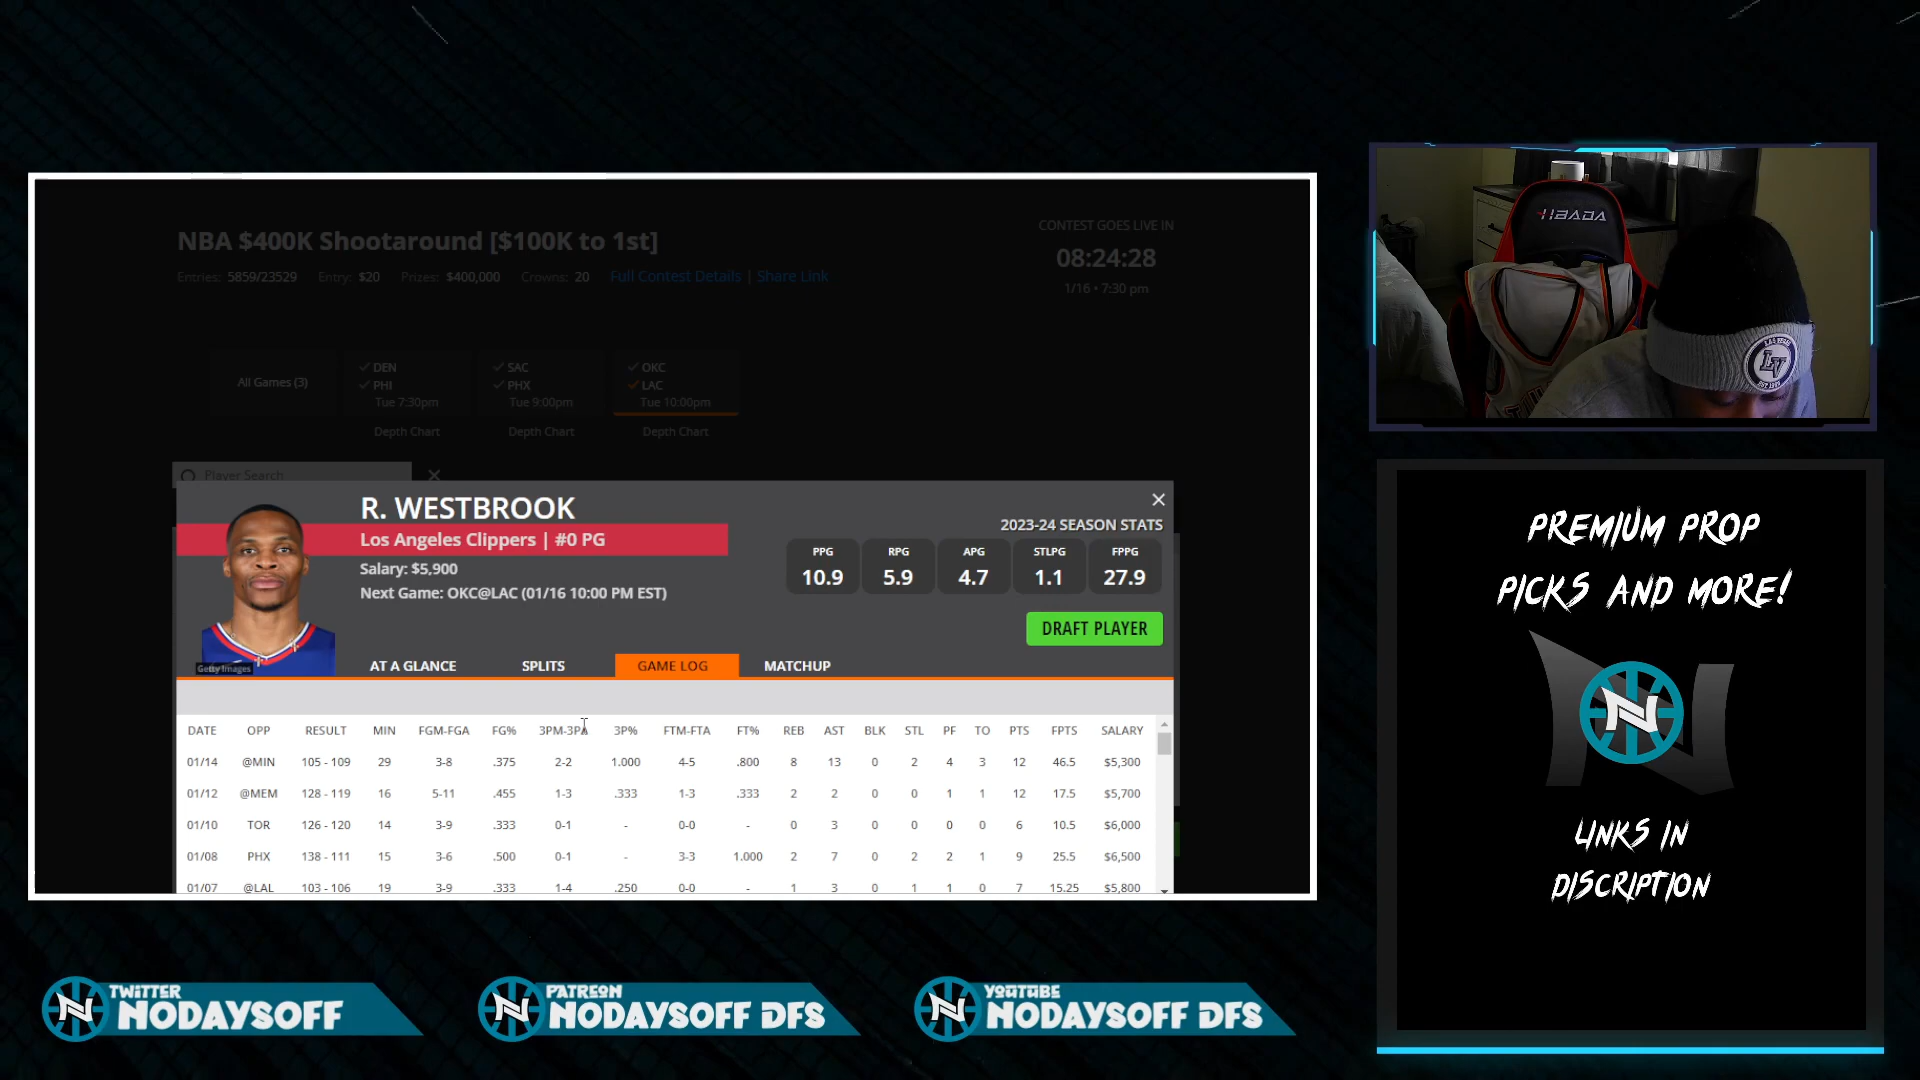 NBA $400K Shootaround [$100K to 1st]
Entries: 5859/23529 Entry: $20 Prizes: $400,000 Crowns: 20 Full Contest Details | Share Link
CONTEST GOES LIVE IN
08:24:28
1/16 • 7:30 pm
All Games (3)
DEN
PHI
Tue 7:30pm
Depth Chart
SAC
PHX
Tue 9:00pm
Depth Chart
OKC
LAC
Tue 10:00pm
Depth Chart
Player Search
R. WESTBROOK
Los Angeles Clippers | #0 PG
Salary: $5,900
Next Game: OKC@LAC (01/16 10:00 PM EST)
Getty Images
2023-24 SEASON STATS
PPG RPG APG STLPG FPPG
10.9 5.9 4.7 1.1 27.9
DRAFT PLAYER
AT A GLANCE SPLITS GAME LOG MATCHUP
DATE OPP RESULT MIN FGM-FGA FG% 3PM-3PA 3P% FTM-FTA FT% REB AST BLK STL PF TO PTS FPTS SALARY
01/14 @MIN 105 - 109 29 3-8 .375 2-2 1.000 4-5 .800 8 13 0 2 4 3 12 46.5 $5,300
01/12 @MEM 128 - 119 16 5-11 .455 1-3 .333 1-3 .333 2 2 0 0 1 1 12 17.5 $5,700
01/10 TOR 126 - 120 14 3-9 .333 0-1 - 0-0 - 0 3 0 0 0 0 6 10.5 $6,000
01/08 PHX 138 - 111 15 3-6 .500 0-1 - 3-3 1.000 2 7 0 2 2 1 9 25.5 $6,500
01/07 @LAL 103 - 106 19 3-9 .333 1-4 .250 0-0 - 1 3 0 1 1 0 7 15.25 $5,800
HBADA
LAS VEGAS
LV
PREMIUM PROP
PICKS AND MORE!
N
LINKS IN
DISCRIPTION
TWITTER
NODAYSOFF
PATREON
NODAYSOFF DFS
YOUTUBE
NODAYSOFF DFS